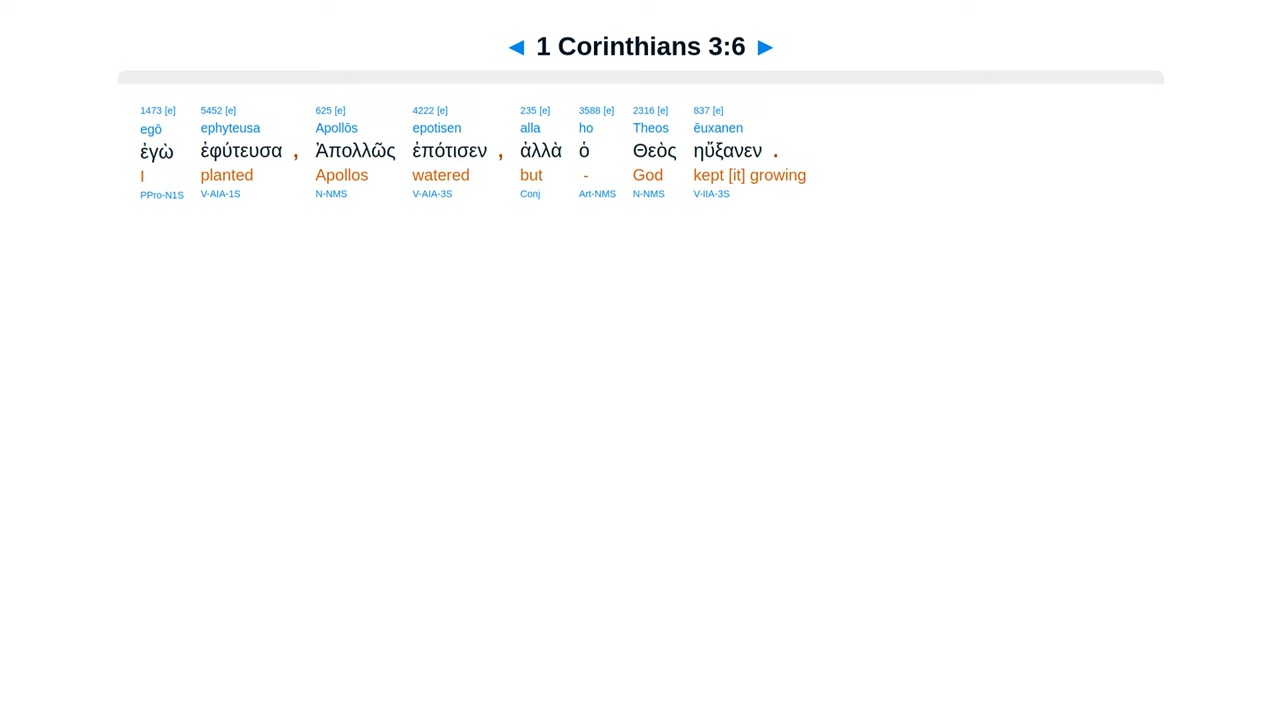 ◄ 1 Corinthians 3:6 ►
1473 [e] 5452 [e] 625 [e] 4222 [e] 235 [e] 3588 [e] 2316 [e] 837 [e]
egō ephyteusa Apollōs epotisen alla ho Theos ēuxanen
ἐγὼ ἐφύτευσα , Ἀπολλῶς ἐπότισεν , ἀλλὰ ὁ Θεὸς ηὔξανεν .
I planted Apollos watered but - God kept [it] growing
PPro-N1S V-AIA-1S N-NMS V-AIA-3S Conj Art-NMS N-NMS V-IIA-3S